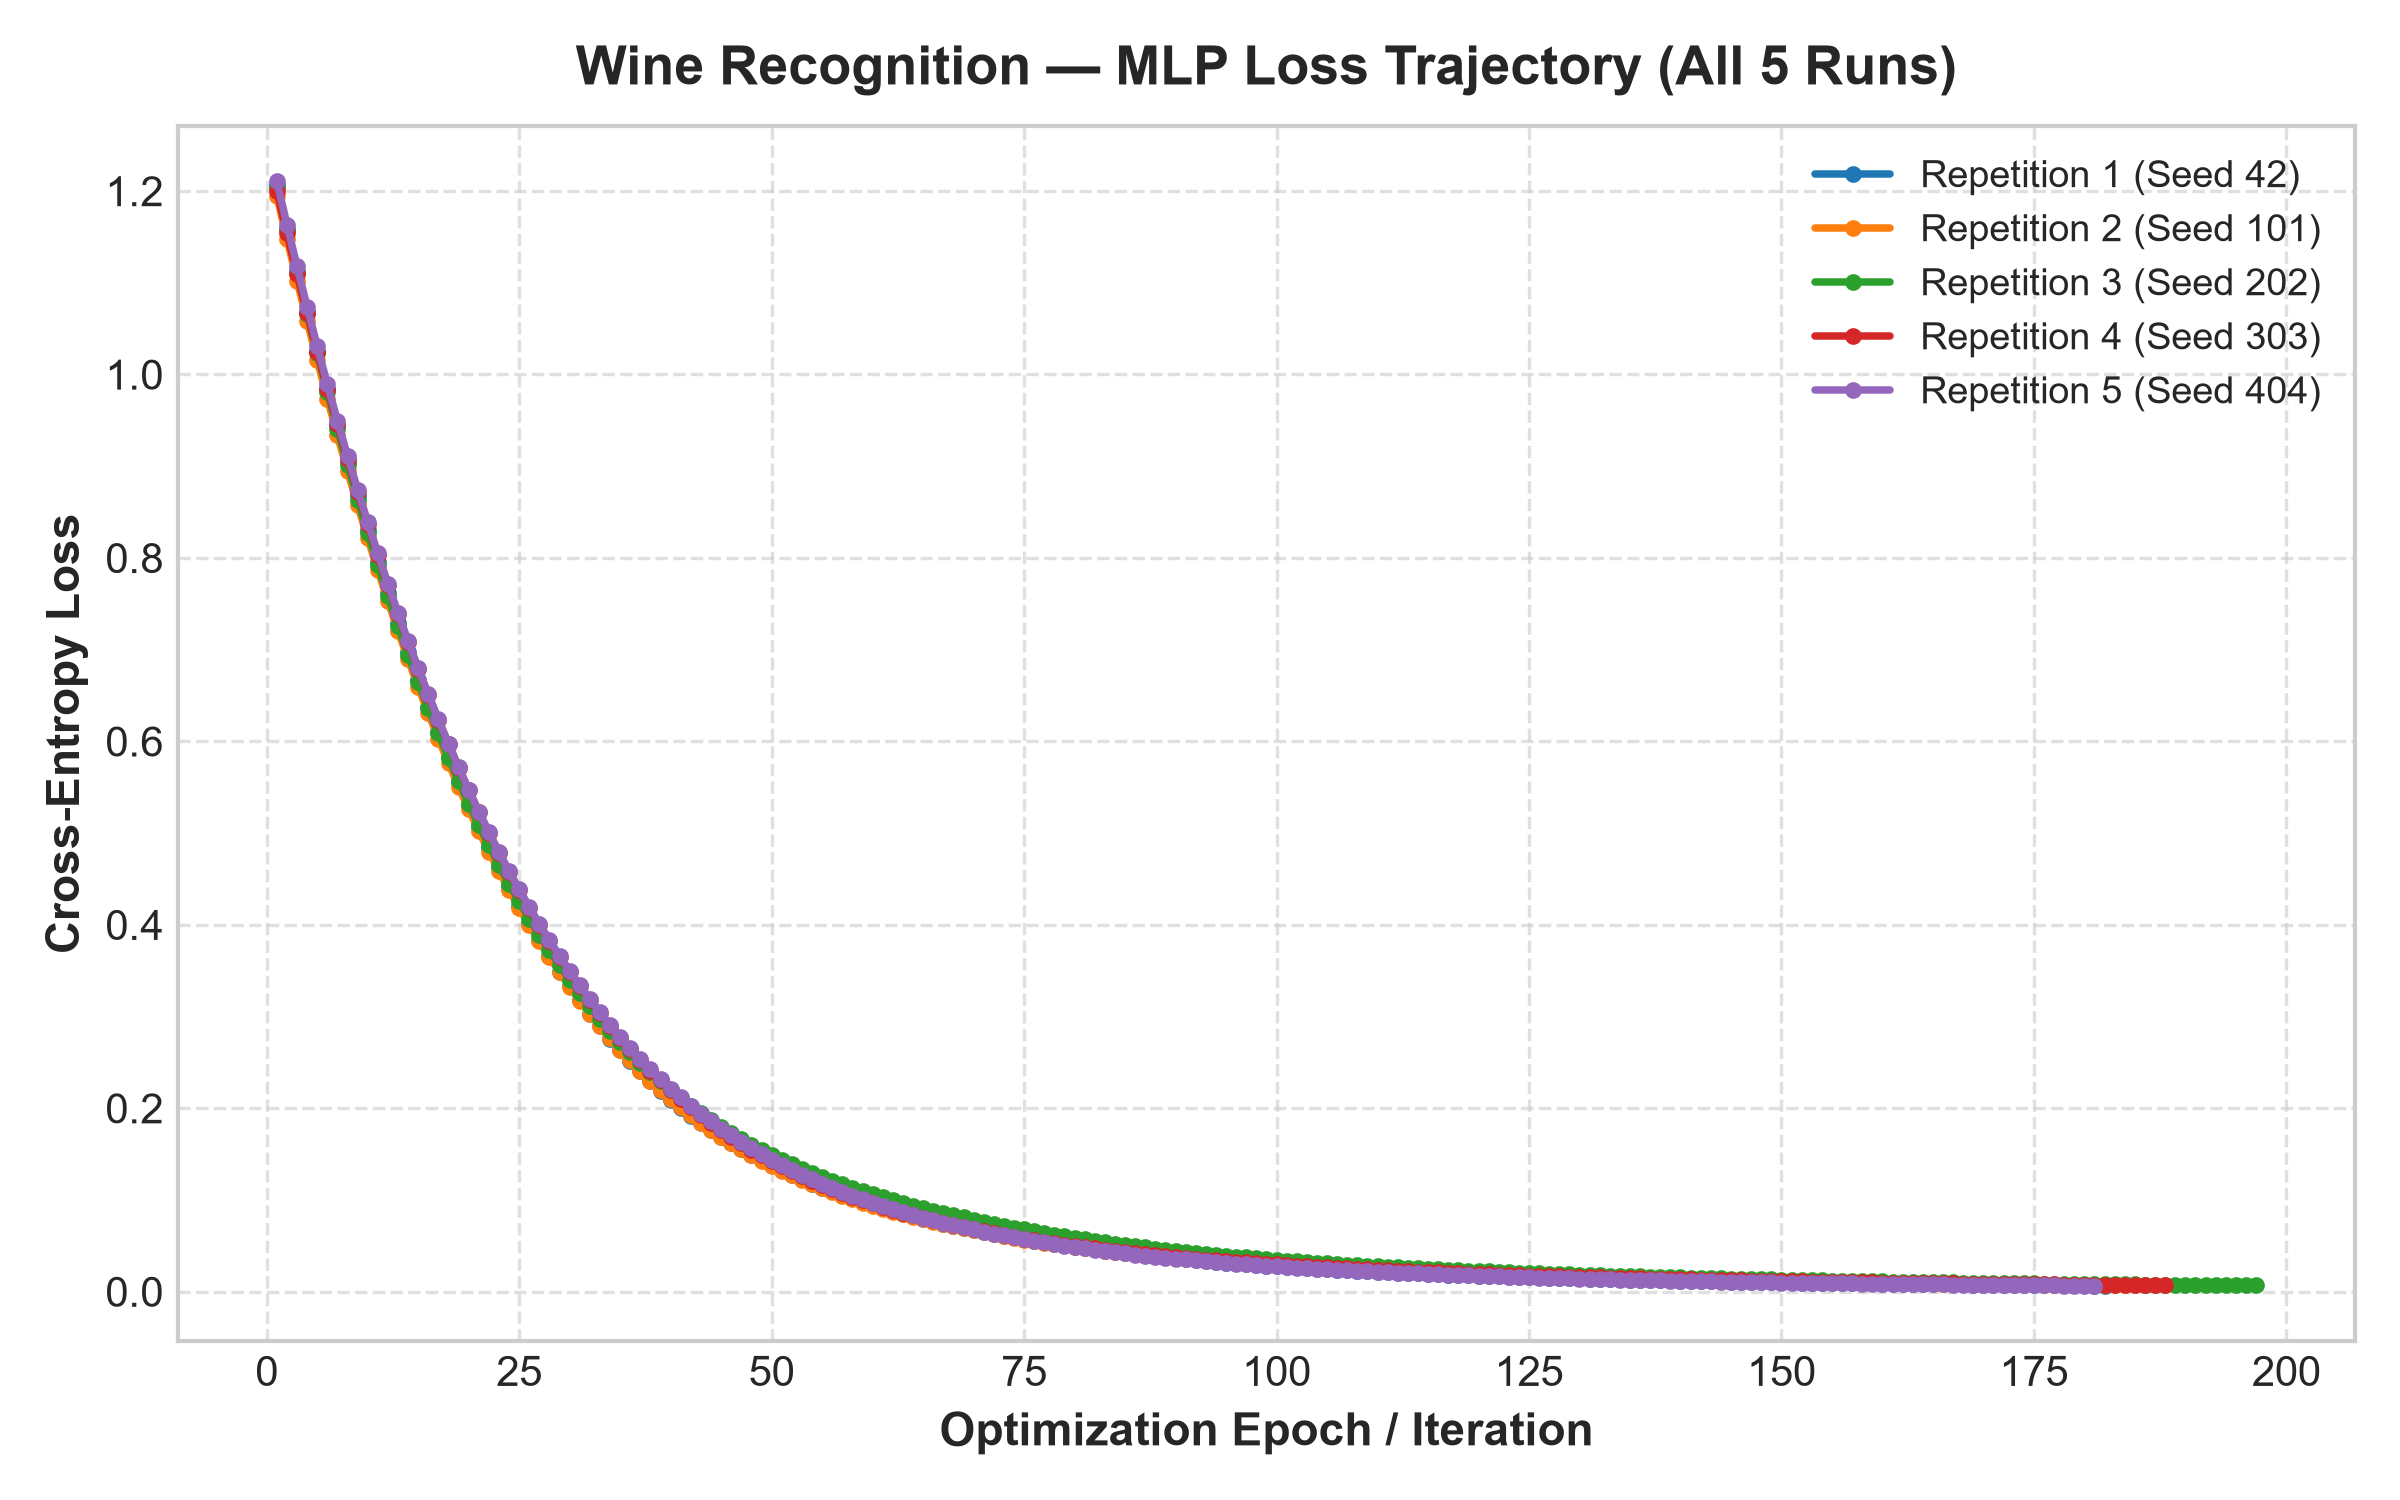 Wine Recognition — MLP Loss Trajectory (All 5 Runs)
Repetition 1 (Seed 42)
Repetition 2 (Seed 101)
Repetition 3 (Seed 202)
Repetition 4 (Seed 303)
Repetition 5 (Seed 404)
Cross-Entropy Loss
1.2
1.0
0.8
0.6
0.4
0.2
0.0
0 25 50 75 100 125 150 175 200
Optimization Epoch / Iteration